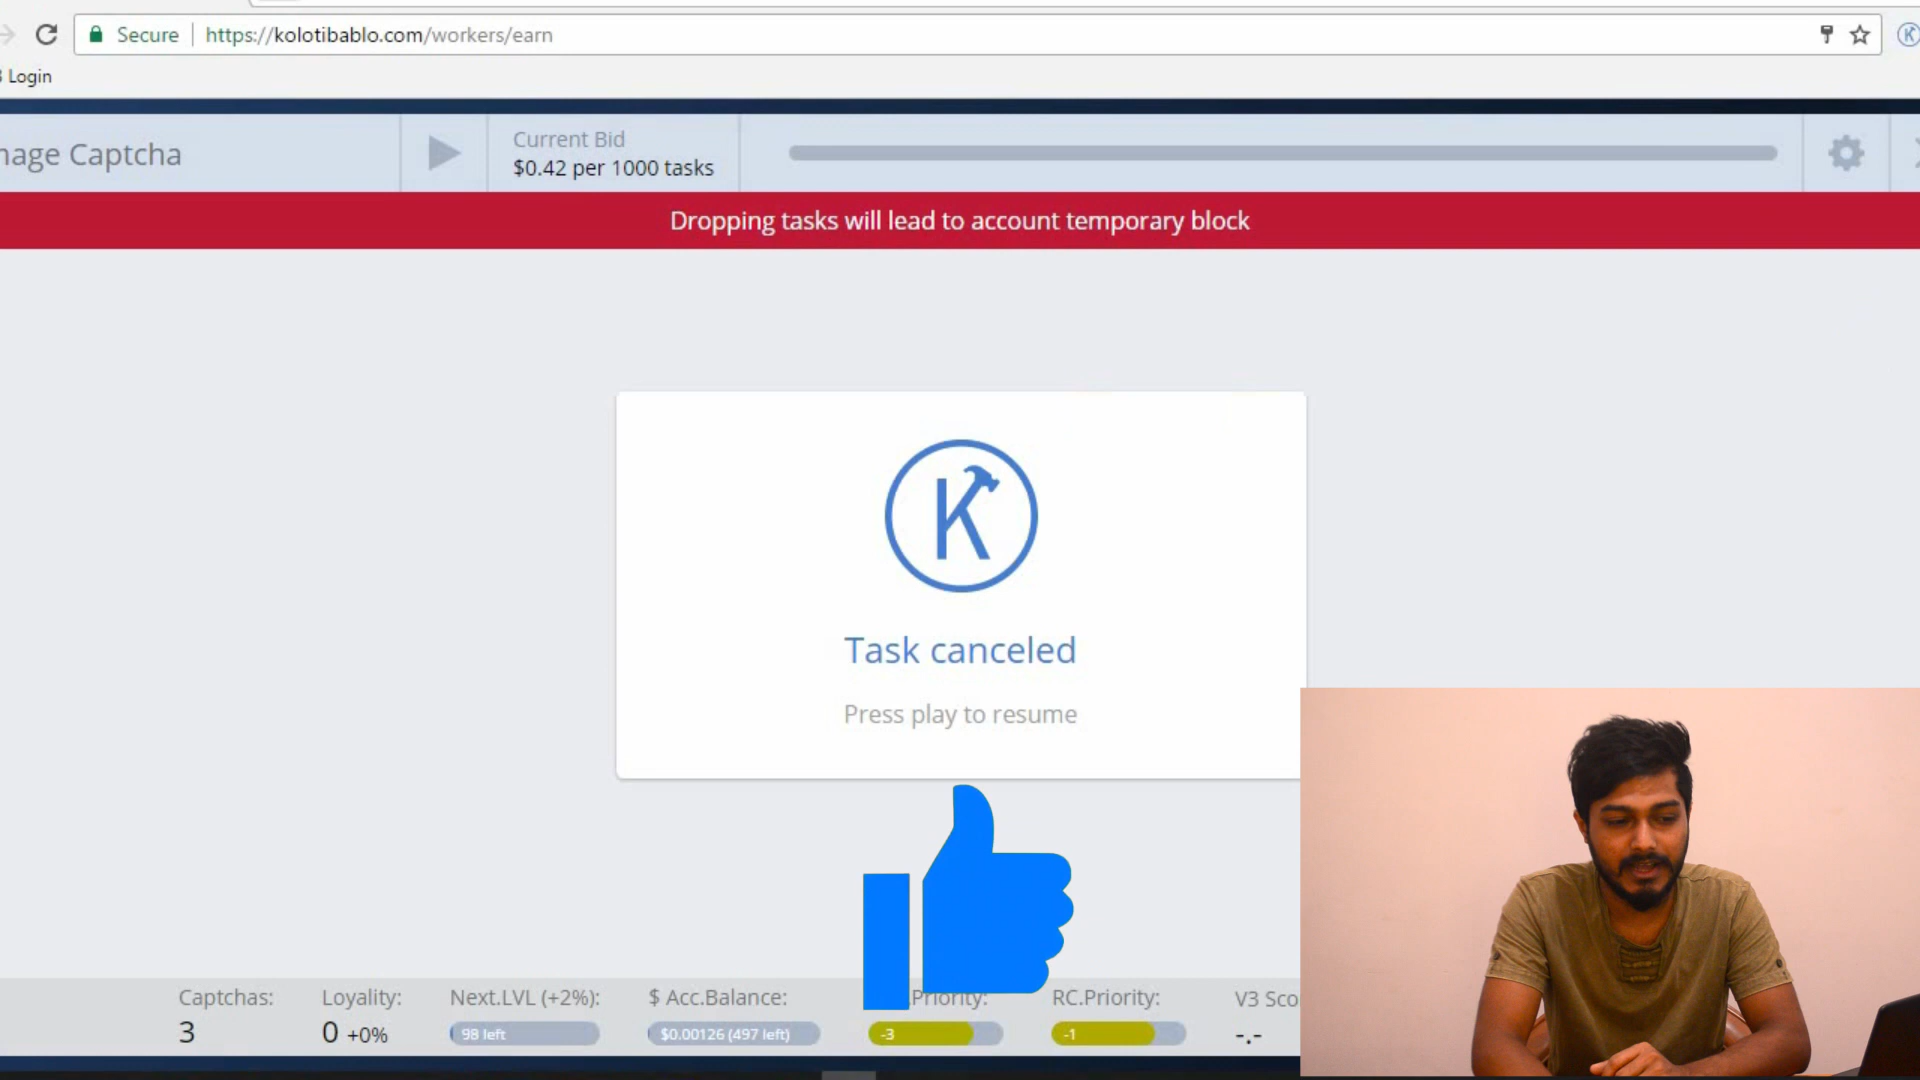 Secure https://kolotibablo.com/workers/earn
Login
mage Captcha
Current Bid
$0.42 per 1000 tasks
Dropping tasks will lead to account temporary block
K
Task canceled
Press play to resume
Captchas: Loyality: Next.LVL (+2%): $ Acc.Balance: .Priority: RC.Priority: V3 Sco
3 0 +0% 98 left $0.00126 (497 left) -3 -1 -.-